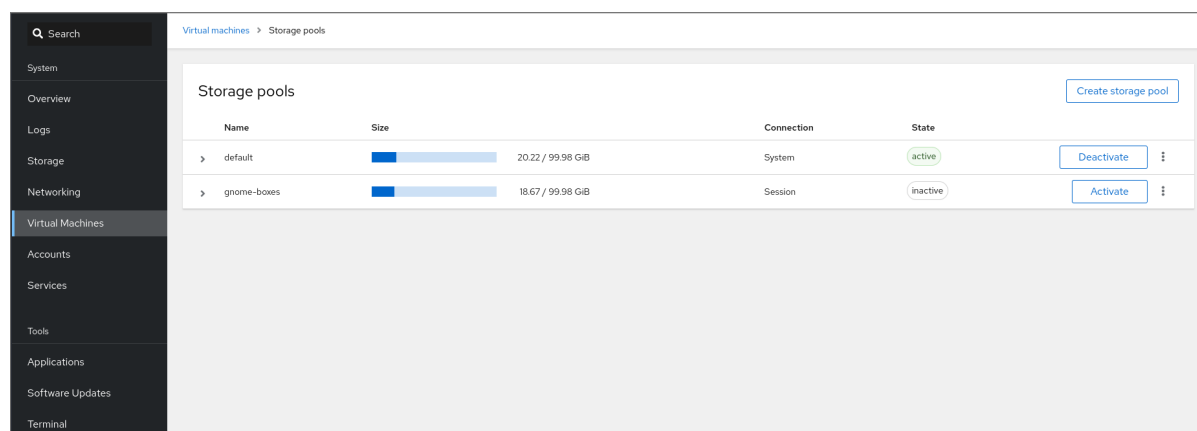 Search
System
Overview
Logs
Storage
Networking
Virtual Machines
Accounts
Services
Tools
Applications
Software Updates
Terminal
Virtual machines > Storage pools
Storage pools
Create storage pool
Name Size Connection State
default 20.22 / 99.98 GiB System active Deactivate
gnome-boxes 18.67 / 99.98 GiB Session inactive Activate